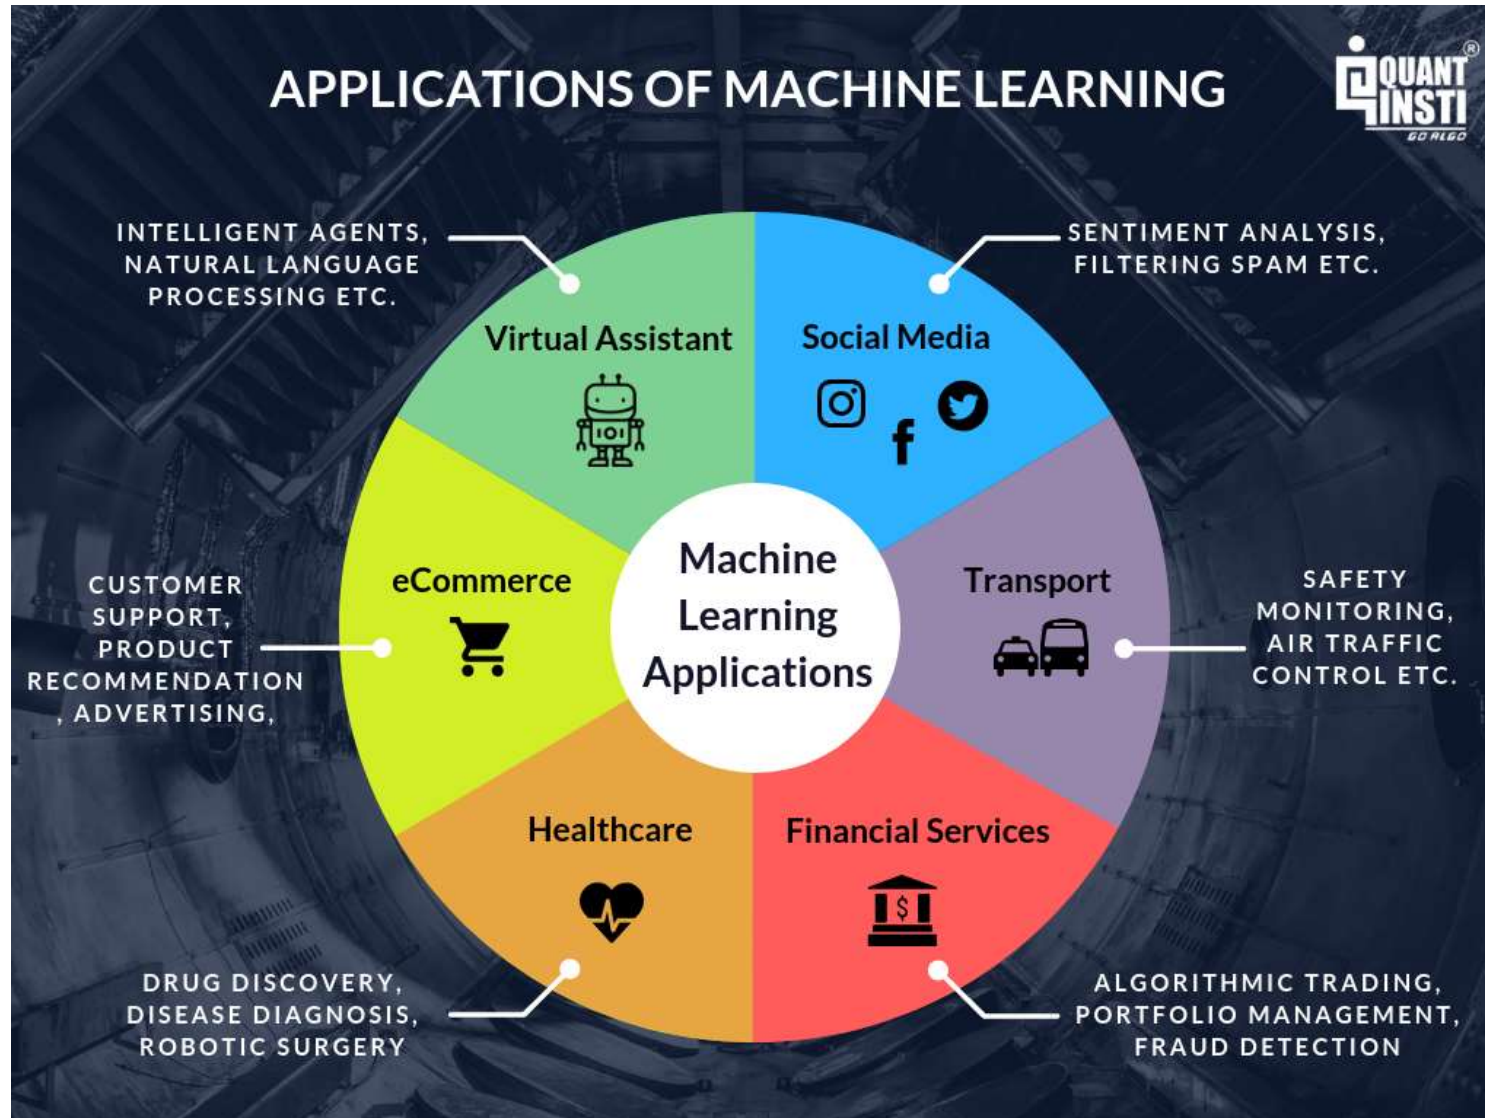 APPLICATIONS OF MACHINE LEARNING
QUANT
INSTI
®
GO ALGO
INTELLIGENT AGENTS,
NATURAL LANGUAGE
PROCESSING ETC.
SENTIMENT ANALYSIS,
FILTERING SPAM ETC.
Virtual Assistant
Social Media
CUSTOMER
SUPPORT,
PRODUCT
RECOMMENDATION
, ADVERTISING,
eCommerce
Machine
Learning
Applications
Transport
SAFETY
MONITORING,
AIR TRAFFIC
CONTROL ETC.
Healthcare
Financial Services
$
DRUG DISCOVERY,
DISEASE DIAGNOSIS,
ROBOTIC SURGERY
ALGORITHMIC TRADING,
PORTFOLIO MANAGEMENT,
FRAUD DETECTION